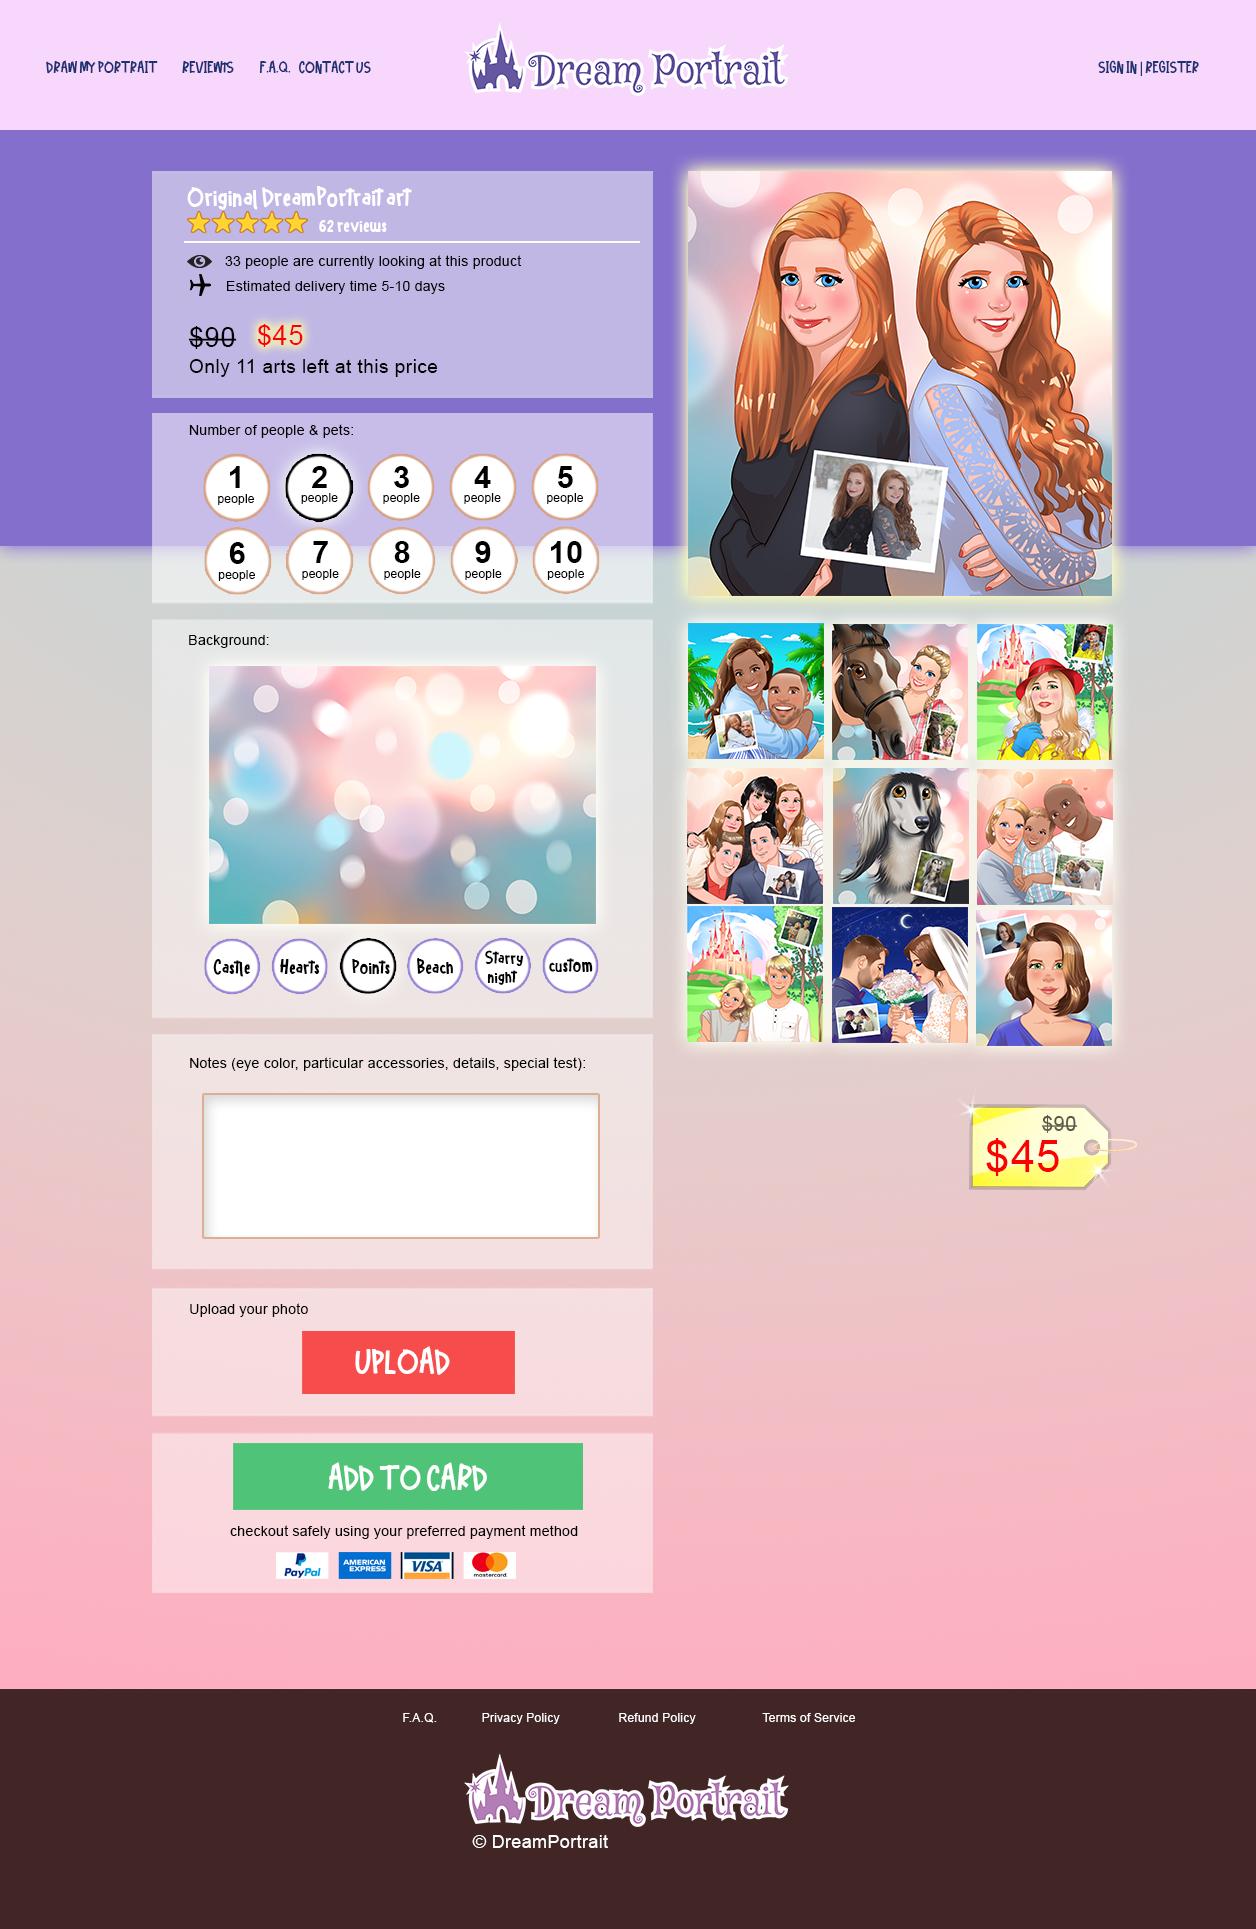 DRAW MY PORTRAIT REVIEWS F.A.Q. CONTACT US
Dream Portrait
SIGN IN | REGISTER
Original DreamPortrait art
62 reviews
33 people are currently looking at this product
Estimated delivery time 5-10 days
$90 $45
Only 11 arts left at this price
Number of people & pets:
1 people
2 people
3 people
4 people
5 people
6 people
7 people
8 people
9 people
10 people
Background:
Castle
Hearts
Points
Beach
Starry
night
custom
Notes (eye color, particular accessories, details, special test):
$90
$45
Upload your photo
UPLOAD
ADD TO CARD
checkout safely using your preferred payment method
PayPal
AMERICAN
EXPRESS
VISA
mastercard
F.A.Q. Privacy Policy Refund Policy Terms of Service
Dream Portrait
© DreamPortrait